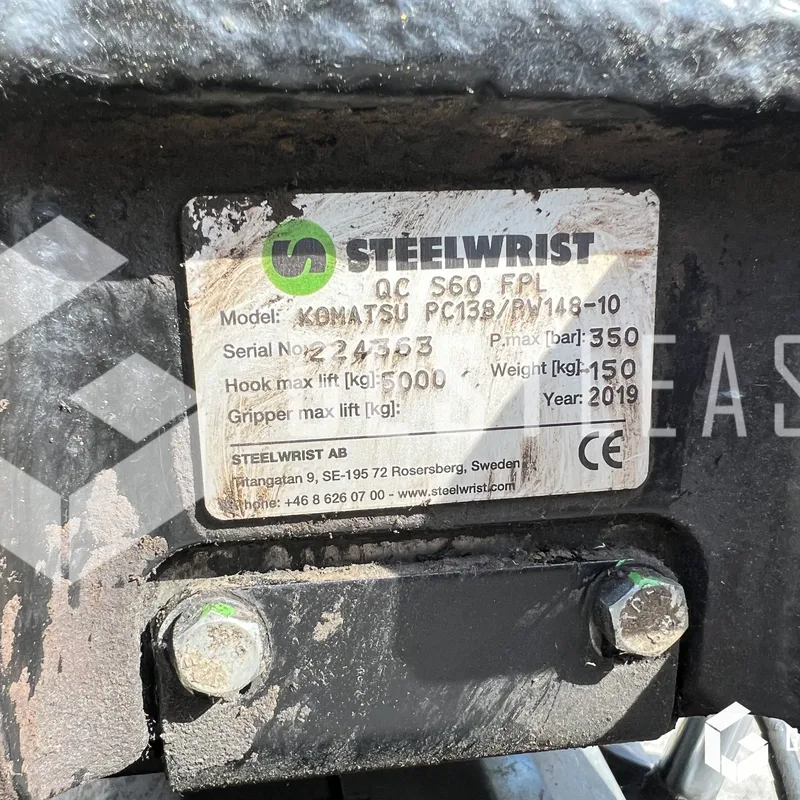 STEELWRIST
QC S60 FPL
Model: KOMATSU PC138/PW148-10
Serial No: 224363 P.max [bar]: 350
Hook max lift [kg]: 5000 Weight [kg]: 150
Gripper max lift [kg]: Year: 2019
STEELWRIST AB
Titangatan 9, SE-195 72 Rosersberg, Sweden
Phone: +46 8 626 07 00 - www.steelwrist.com
CE